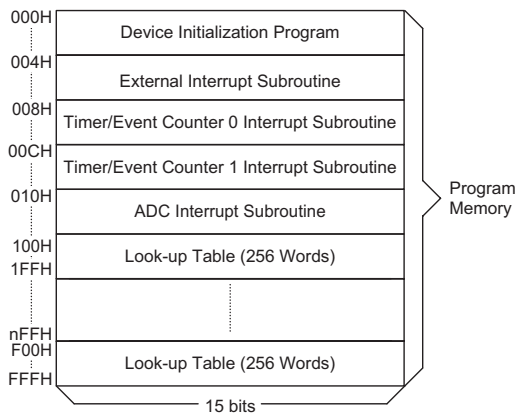 000H
Device Initialization Program
004H
External Interrupt Subroutine
008H
Timer/Event Counter 0 Interrupt Subroutine
00CH
Timer/Event Counter 1 Interrupt Subroutine
010H
ADC Interrupt Subroutine
Program
Memory
100H
Look-up Table (256 Words)
1FFH
nFFH
F00H
Look-up Table (256 Words)
FFFH
15 bits